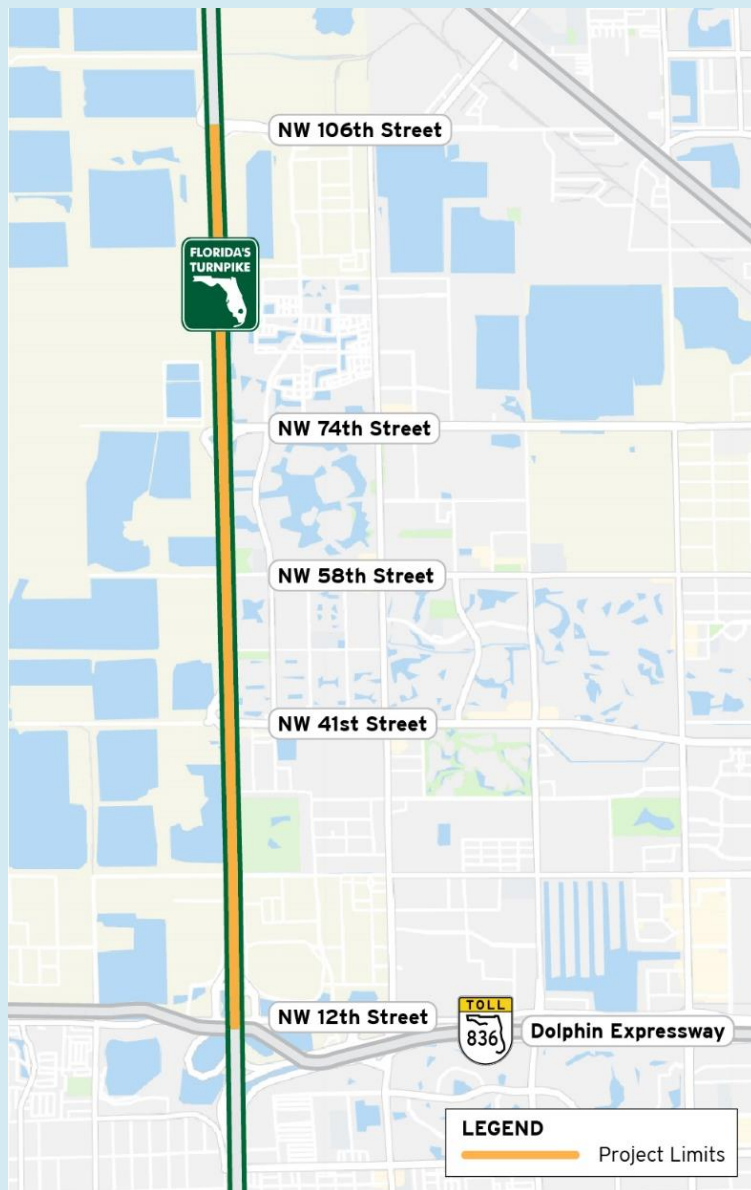 NW 106th Street
FLORIDA'S
TURNPIKE
NW 74th Street
NW 58th Street
NW 41st Street
NW 12th Street
TOLL
836
Dolphin Expressway
LEGEND
Project Limits